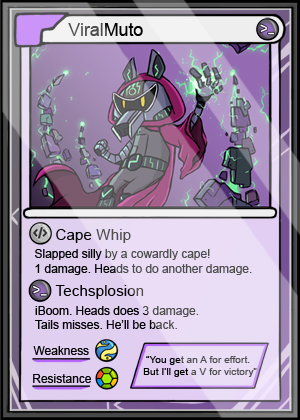 ViralMuto
>_
</> Cape Whip
Slapped silly by a cowardly cape!
1 damage. Heads to do another damage.
>_ Techsplosion
iBoom. Heads does 3 damage.
Tails misses. He'll be back.
Weakness
Resistance
"You get an A for effort.
But I'll get a V for victory"